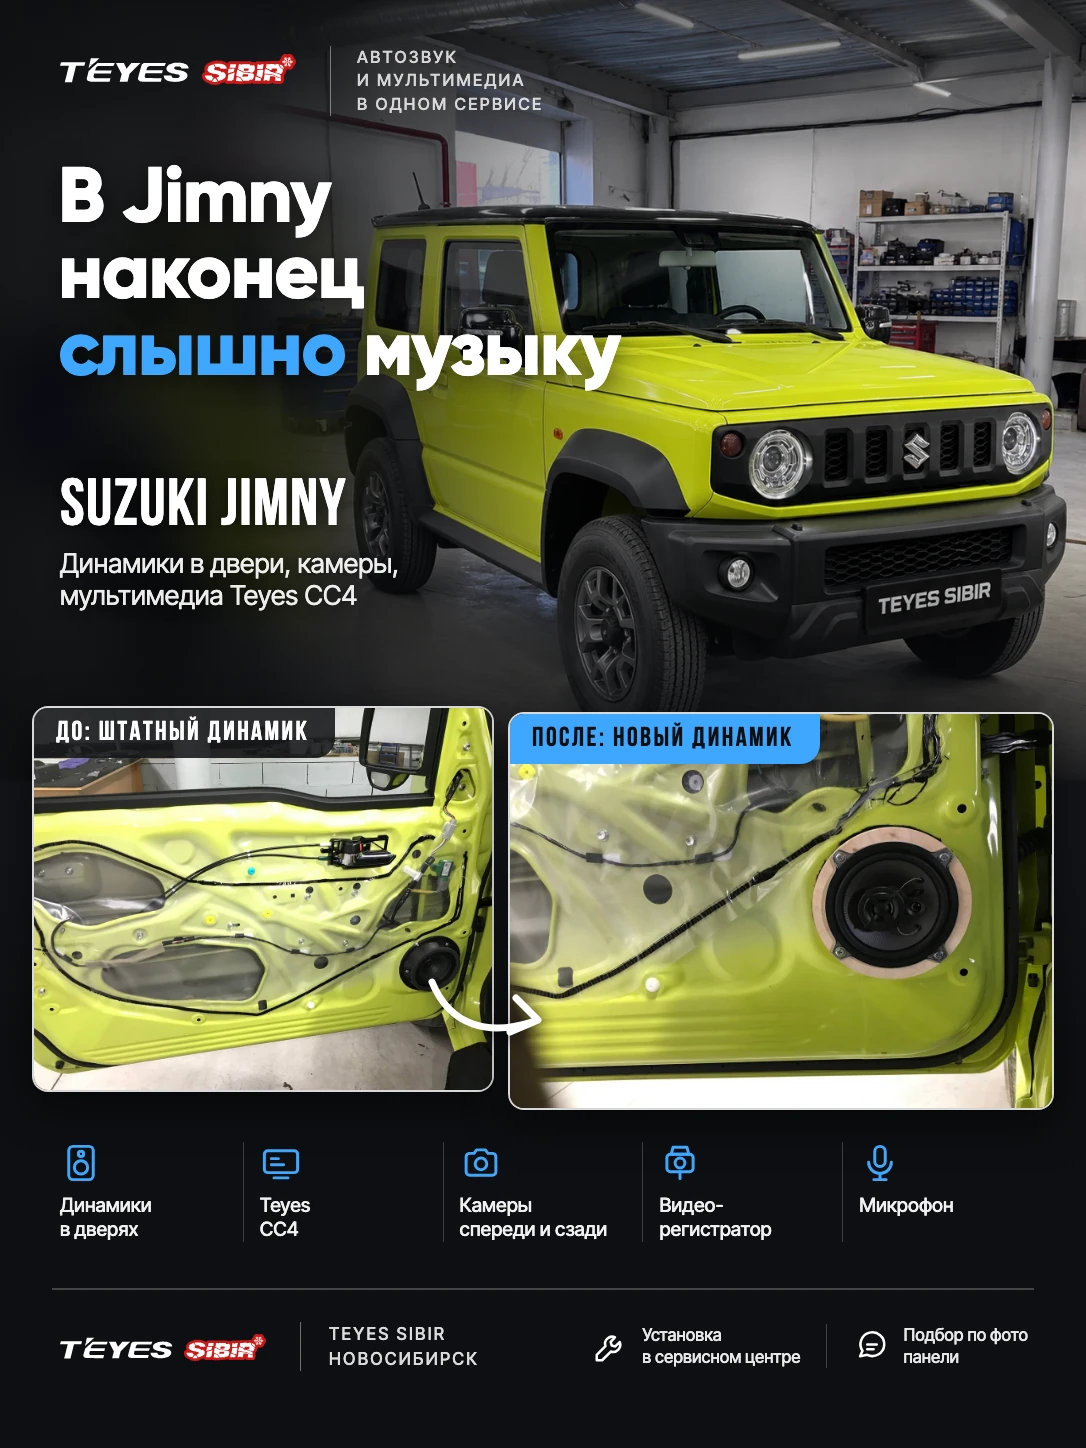 TEYES SIBIR
АВТОЗВУК
И МУЛЬТИМЕДИА
В ОДНОМ СЕРВИСЕ
В Jimny
наконец
слышно музыку
SUZUKI JIMNY
Динамики в двери, камеры,
мультимедиа Teyes CC4
TEYES SIBIR
ДО: ШТАТНЫЙ ДИНАМИК
ПОСЛЕ: НОВЫЙ ДИНАМИК
Динамики
в дверях
Teyes
CC4
Камеры
спереди и сзади
Видео-
регистратор
Микрофон
TEYES SIBIR
TEYES SIBIR
НОВОСИБИРСК
Установка
в сервисном центре
Подбор по фото
панели